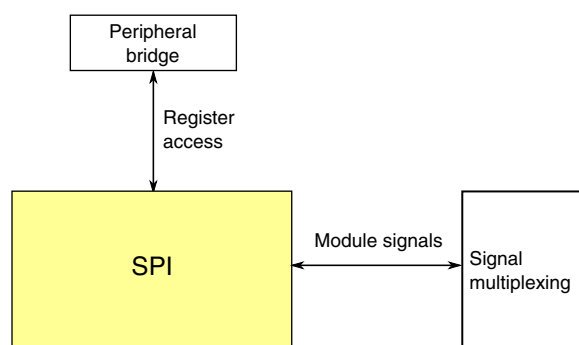 Peripheral
bridge
Register
access
SPI
Module signals
Signal
multiplexing